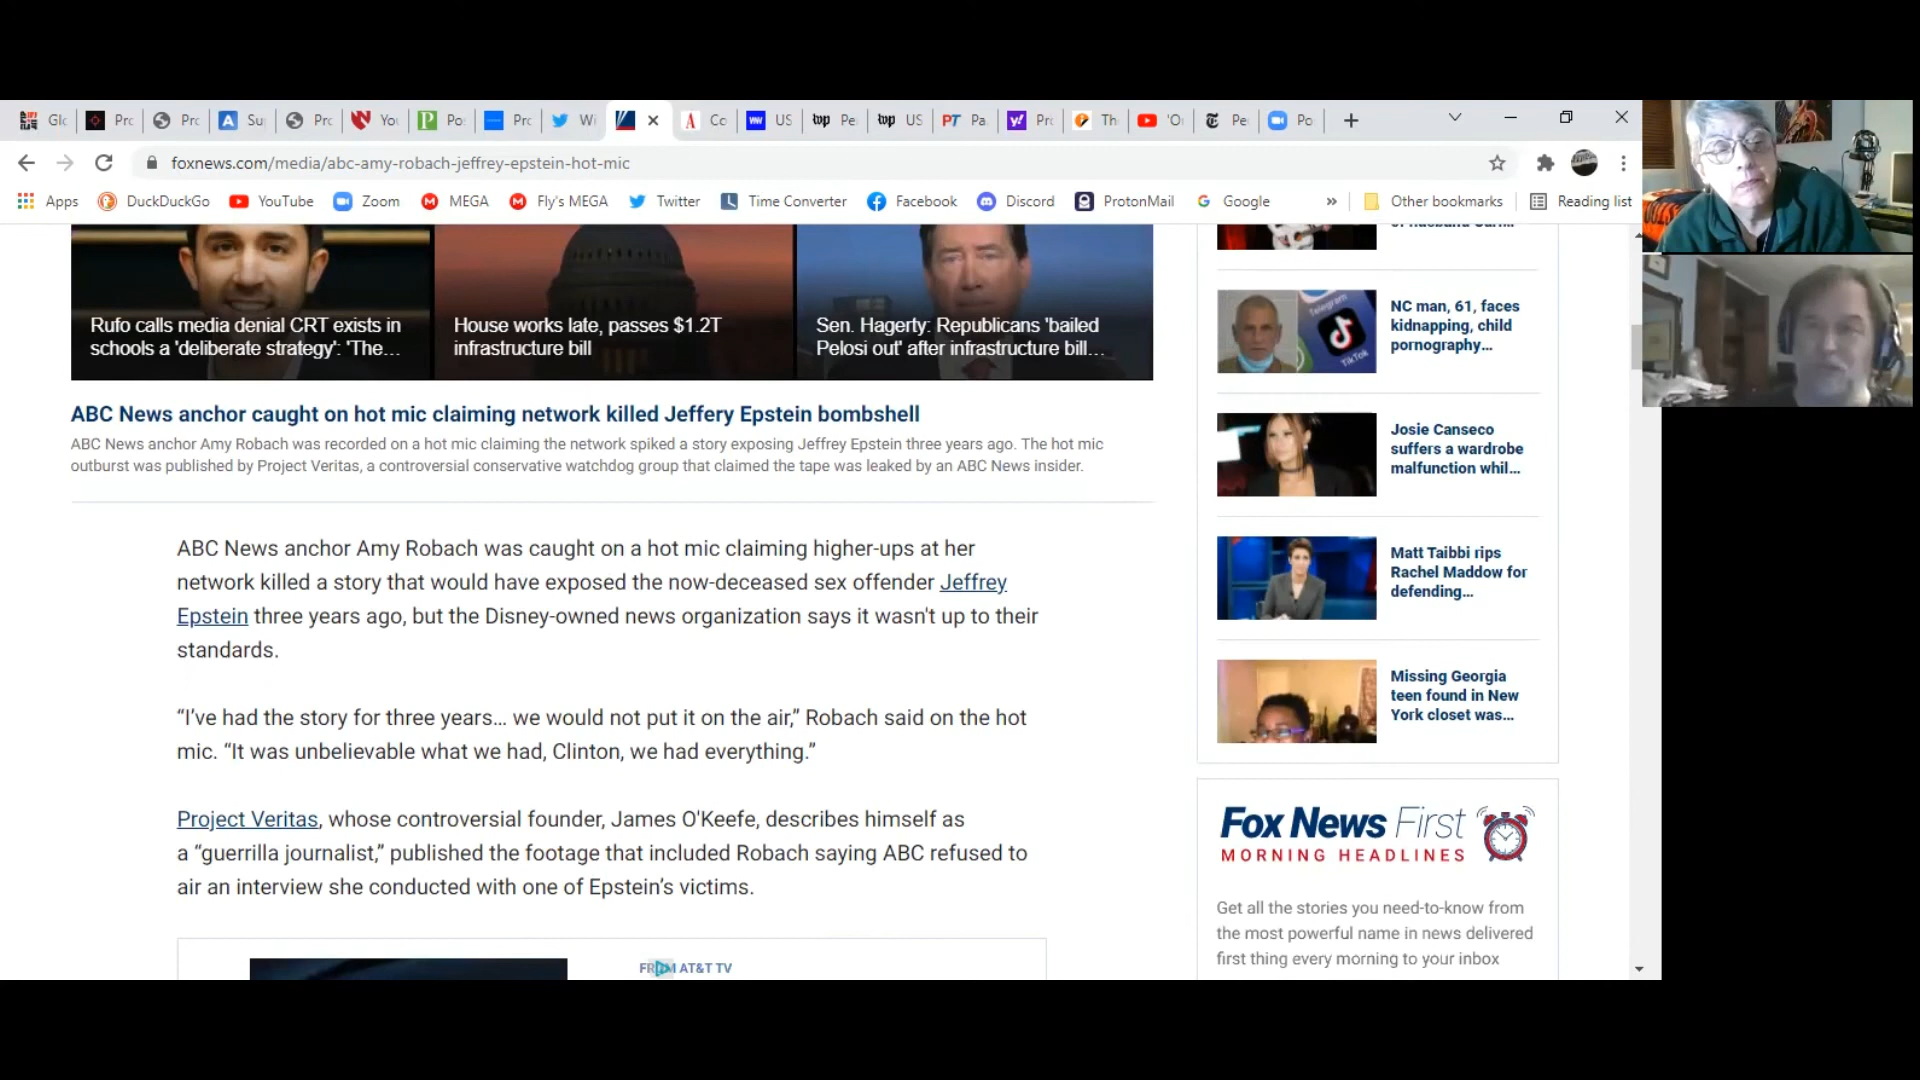 Glo
Pro
Pro
Su
Pro
You
Po
Pro
Wi
Co
US
Pe
US
Pa
Pro
Th
'O
Pe
Po
foxnews.com/media/abc-amy-robach-jeffrey-epstein-hot-mic
Apps
DuckDuckGo
YouTube
Zoom
MEGA
Fly's MEGA
Twitter
Time Converter
Facebook
Discord
ProtonMail
Google
»
Other bookmarks
Reading list
Rufo calls media denial CRT exists in
schools a 'deliberate strategy': 'The...
House works late, passes $1.2T
infrastructure bill
Sen. Hagerty: Republicans 'bailed
Pelosi out' after infrastructure bill...
ABC News anchor caught on hot mic claiming network killed Jeffery Epstein bombshell
ABC News anchor Amy Robach was recorded on a hot mic claiming the network spiked a story exposing Jeffrey Epstein three years ago. The hot mic
outburst was published by Project Veritas, a controversial conservative watchdog group that claimed the tape was leaked by an ABC News insider.
ABC News anchor Amy Robach was caught on a hot mic claiming higher-ups at her
network killed a story that would have exposed the now-deceased sex offender Jeffrey
Epstein three years ago, but the Disney-owned news organization says it wasn't up to their
standards.
“I’ve had the story for three years… we would not put it on the air,” Robach said on the hot
mic. “It was unbelievable what we had, Clinton, we had everything.”
Project Veritas, whose controversial founder, James O'Keefe, describes himself as
a “guerrilla journalist,” published the footage that included Robach saying ABC refused to
air an interview she conducted with one of Epstein’s victims.
FROM AT&T TV
NC man, 61, faces
kidnapping, child
pornography...
Telegram
TikTok
Josie Canseco
suffers a wardrobe
malfunction whil...
Matt Taibbi rips
Rachel Maddow for
defending...
Missing Georgia
teen found in New
York closet was...
Fox News First
MORNING HEADLINES
Get all the stories you need-to-know from
the most powerful name in news delivered
first thing every morning to your inbox